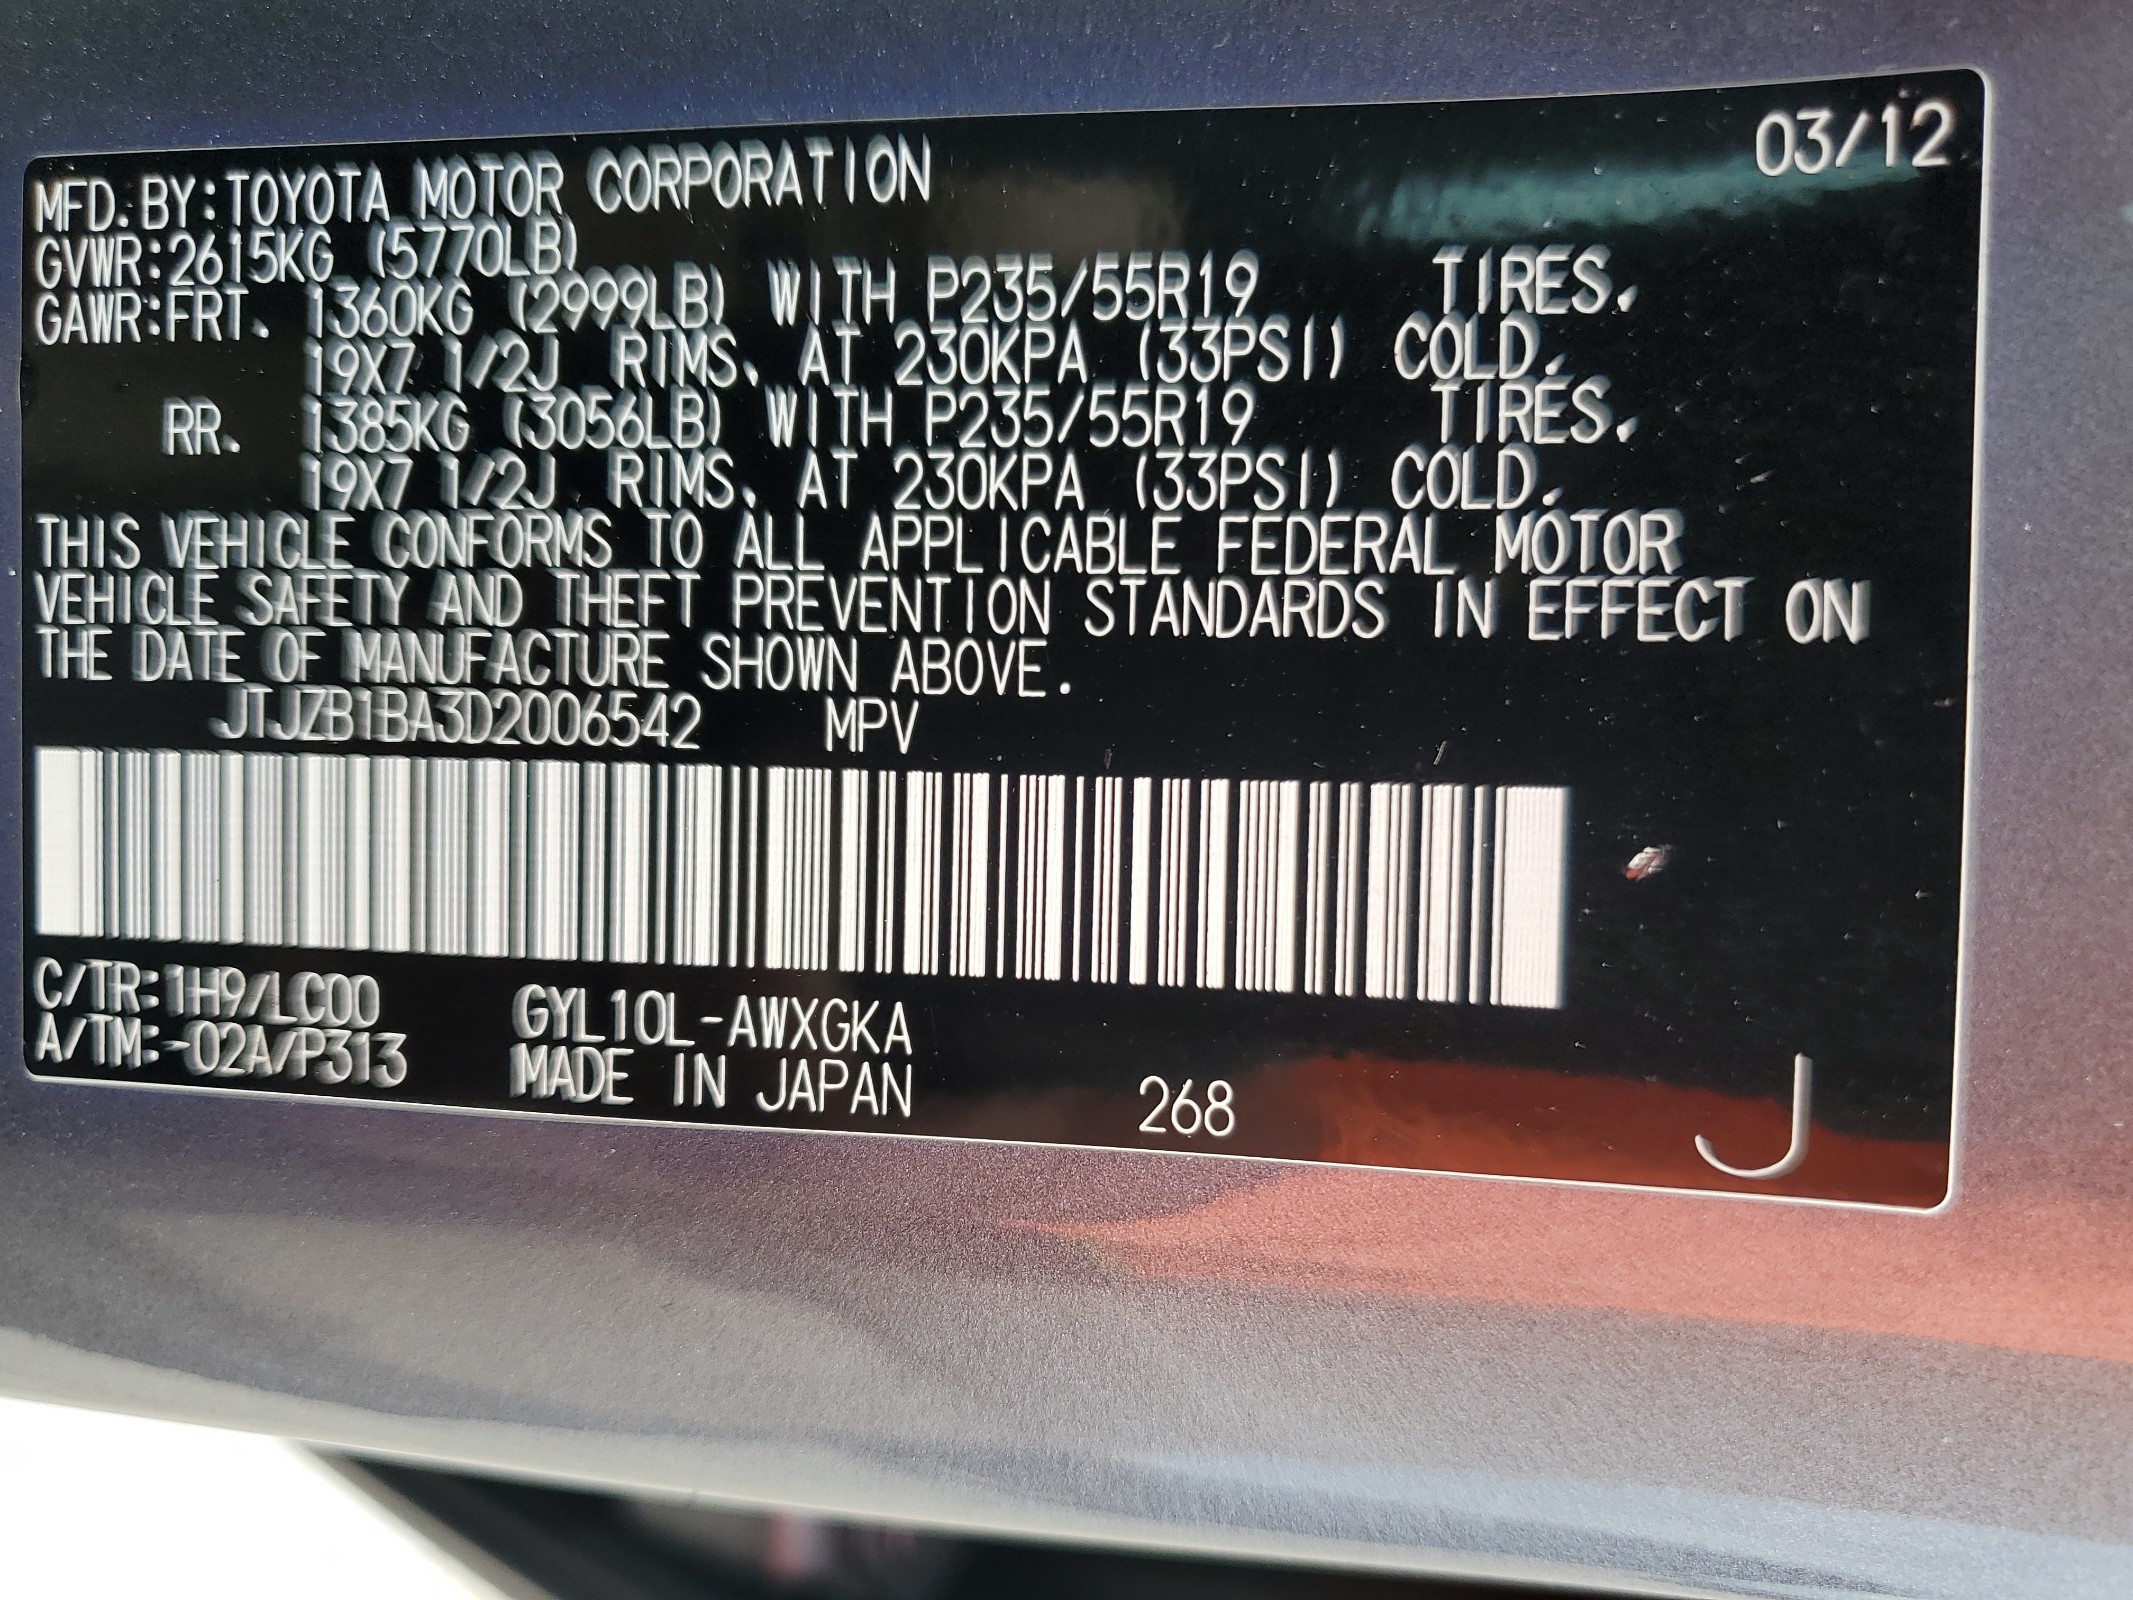 03/12
MFD. BY:TOYOTA MOTOR CORPORATION
GVWR:2615KG (5770LB)
GAWR:FRT. 1360KG (2999LB) WITH P235/55R19 TIRES.
19X7 1/2J RIMS. AT 230KPA (33PSI) COLD.
RR. 1385KG (3056LB) WITH P235/55R19 TIRES.
19X7 1/2J RIMS. AT 230KPA (33PSI) COLD.
THIS VEHICLE CONFORMS TO ALL APPLICABLE FEDERAL MOTOR
VEHICLE SAFETY AND THEFT PREVENTION STANDARDS IN EFFECT ON
THE DATE OF MANUFACTURE SHOWN ABOVE.
JTJZB1BA3D2006542 MPV
C/TR:1H9/LC00 GYL10L-AWXGKA
A/TM:-02A/P313 MADE IN JAPAN 268 J